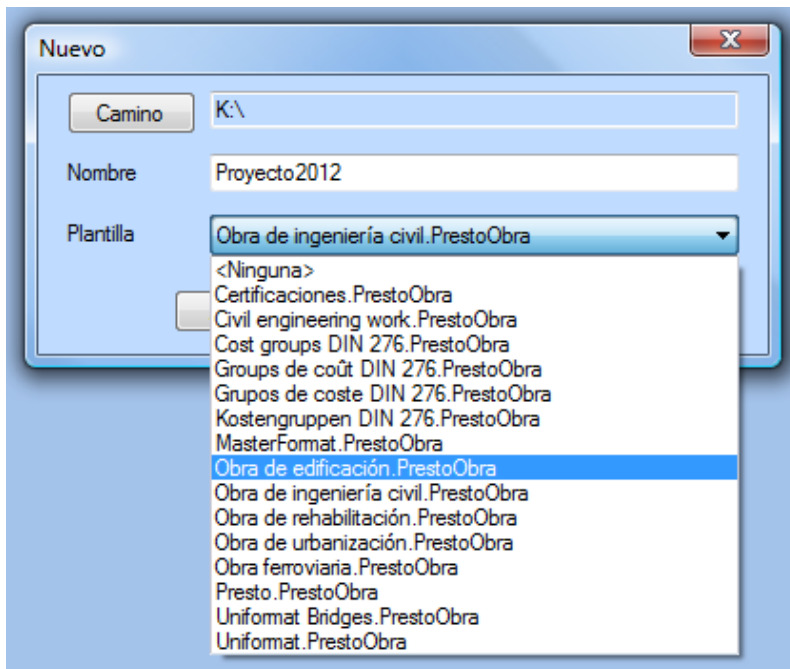 Nuevo
Camino K:\
Nombre Proyecto2012
Plantilla Obra de ingeniería civil.PrestoObra
<Ninguna>
Certificaciones.PrestoObra
Civil engineering work.PrestoObra
Cost groups DIN 276.PrestoObra
Groups de coût DIN 276.PrestoObra
Grupos de coste DIN 276.PrestoObra
Kostengruppen DIN 276.PrestoObra
MasterFormat.PrestoObra
Obra de edificación.PrestoObra
Obra de ingeniería civil.PrestoObra
Obra de rehabilitación.PrestoObra
Obra de urbanización.PrestoObra
Obra ferroviaria.PrestoObra
Presto.PrestoObra
Uniformat Bridges.PrestoObra
Uniformat.PrestoObra